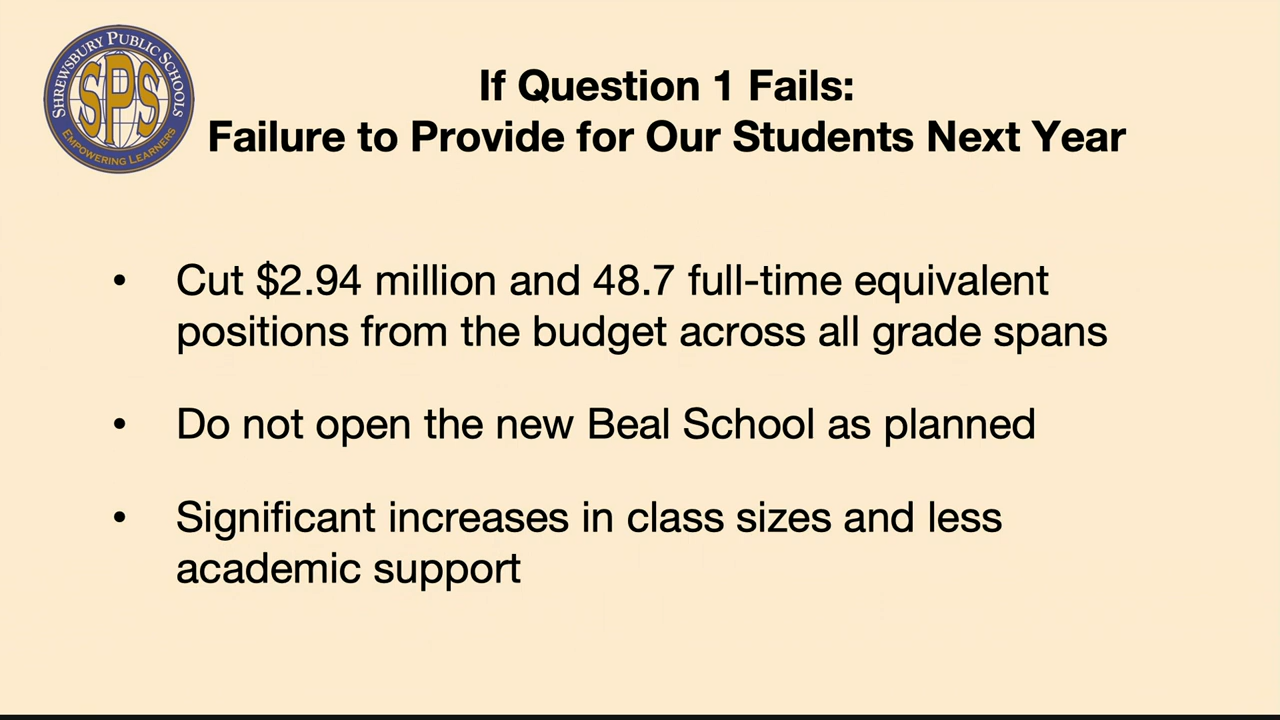 SHREWSBURY PUBLIC SCHOOLS
SPS
EMPOWERING LEARNERS
If Question 1 Fails:
Failure to Provide for Our Students Next Year
• Cut $2.94 million and 48.7 full-time equivalent
positions from the budget across all grade spans
• Do not open the new Beal School as planned
• Significant increases in class sizes and less
academic support